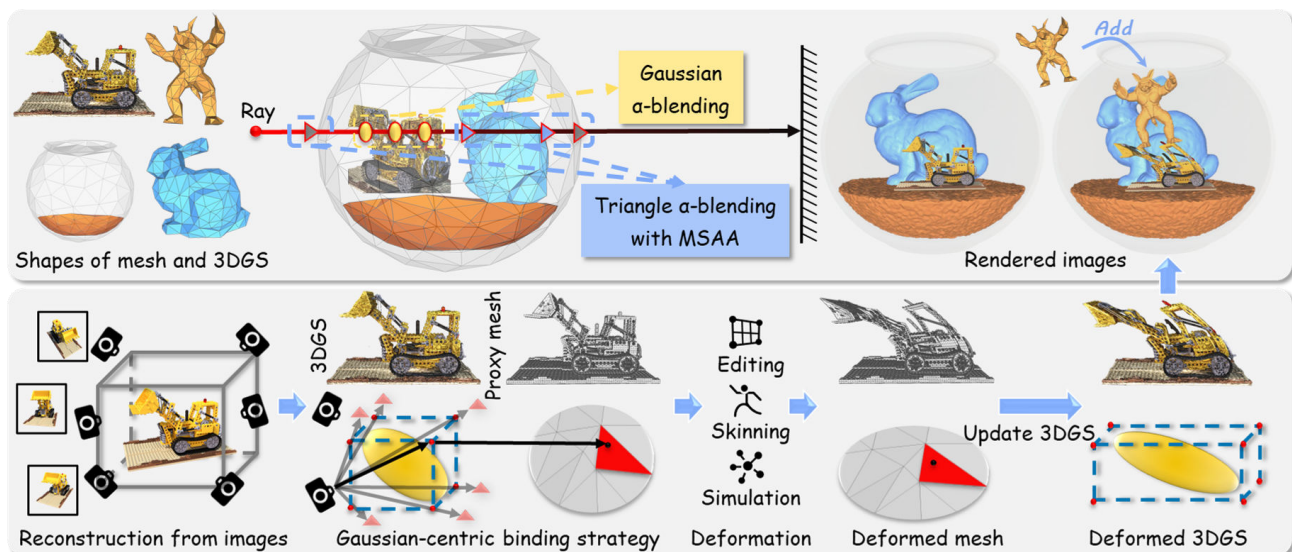 Add
Gaussian
α-blending
Ray
Triangle α-blending
with MSAA
Shapes of mesh and 3DGS
Rendered images
3DGS
Proxy mesh
Editing
Skinning
Simulation
Update 3DGS
Reconstruction from images
Gaussian-centric binding strategy
Deformation
Deformed mesh
Deformed 3DGS